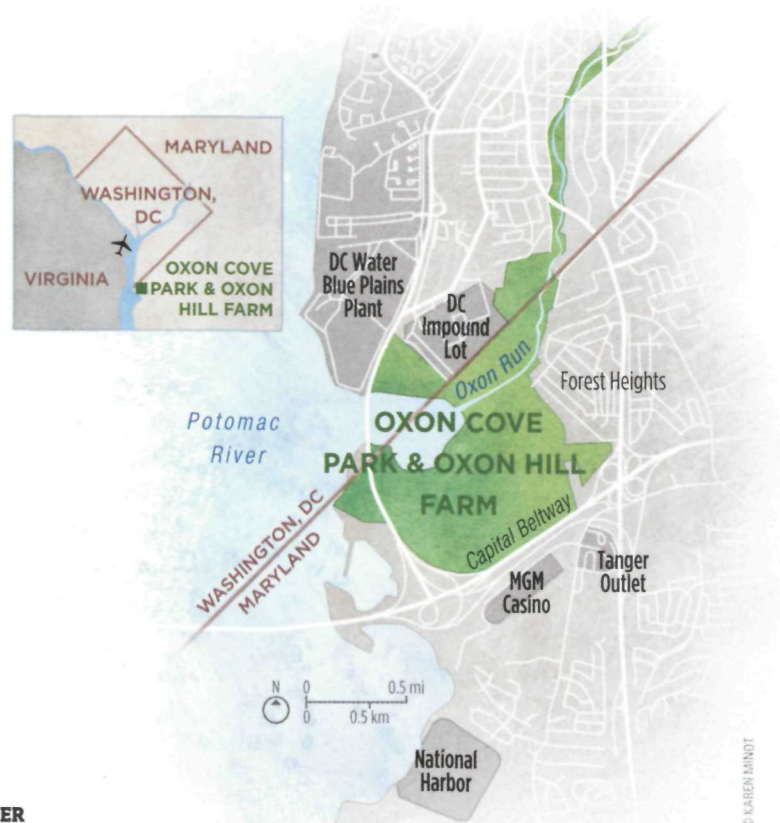 MARYLAND
WASHINGTON,
DC
VIRGINIA
OXON COVE
PARK & OXON
HILL FARM
DC Water
Blue Plains
Plant
DC
Impound
Lot
Oxon Run
Forest Heights
Potomac
River
OXON COVE
PARK & OXON HILL
FARM
WASHINGTON, DC
MARYLAND
Capital Beltway
MGM
Casino
Tanger
Outlet
N
0
0.5 mi
0
0.5 km
National
Harbor
KAREN MINOT
ER